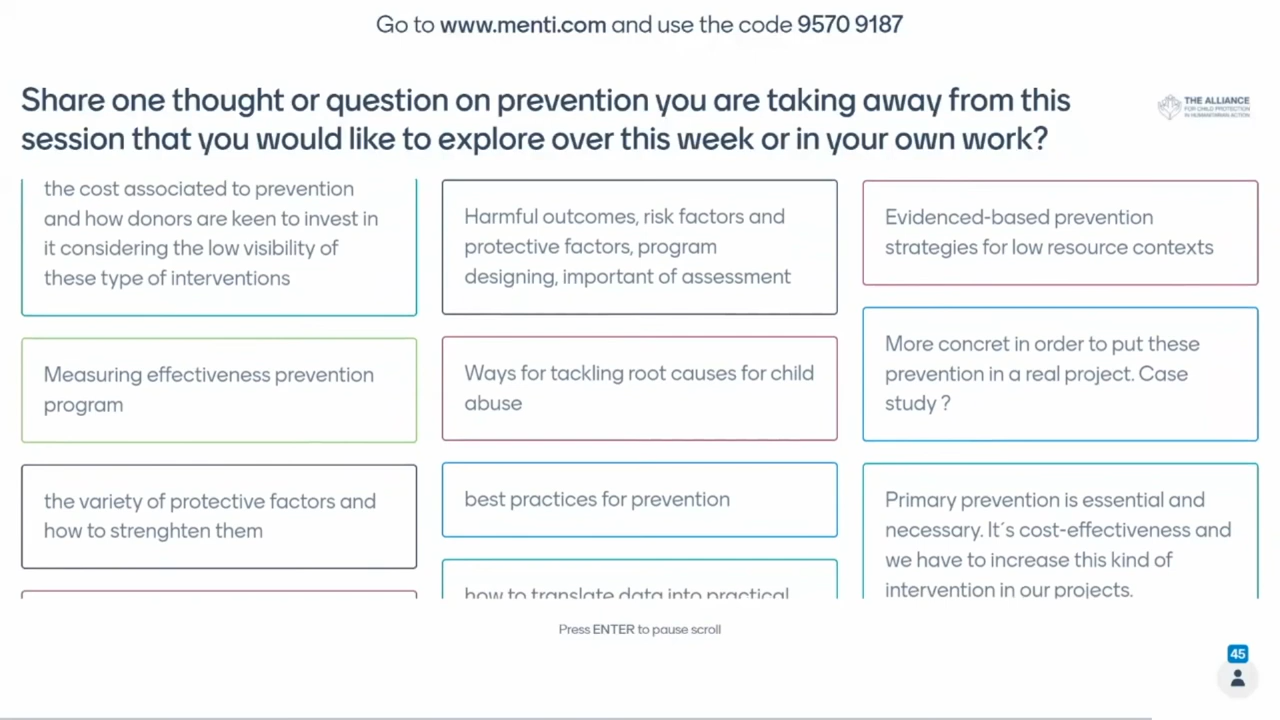 Go to www.menti.com and use the code 9570 9187
Share one thought or question on prevention you are taking away from this
session that you would like to explore over this week or in your own work?
THE ALLIANCE
FOR CHILD PROTECTION
IN HUMANITARIAN ACTION
the cost associated to prevention
and how donors are keen to invest in
it considering the low visibility of
these type of interventions
Measuring effectiveness prevention
program
the variety of protective factors and
how to strenghten them
Harmful outcomes, risk factors and
protective factors, program
designing, important of assessment
Ways for tackling root causes for child
abuse
best practices for prevention
how to translate data into practical
Evidenced-based prevention
strategies for low resource contexts
More concret in order to put these
prevention in a real project. Case
study ?
Primary prevention is essential and
necessary. It´s cost-effectiveness and
we have to increase this kind of
intervention in our projects.
Press ENTER to pause scroll
45